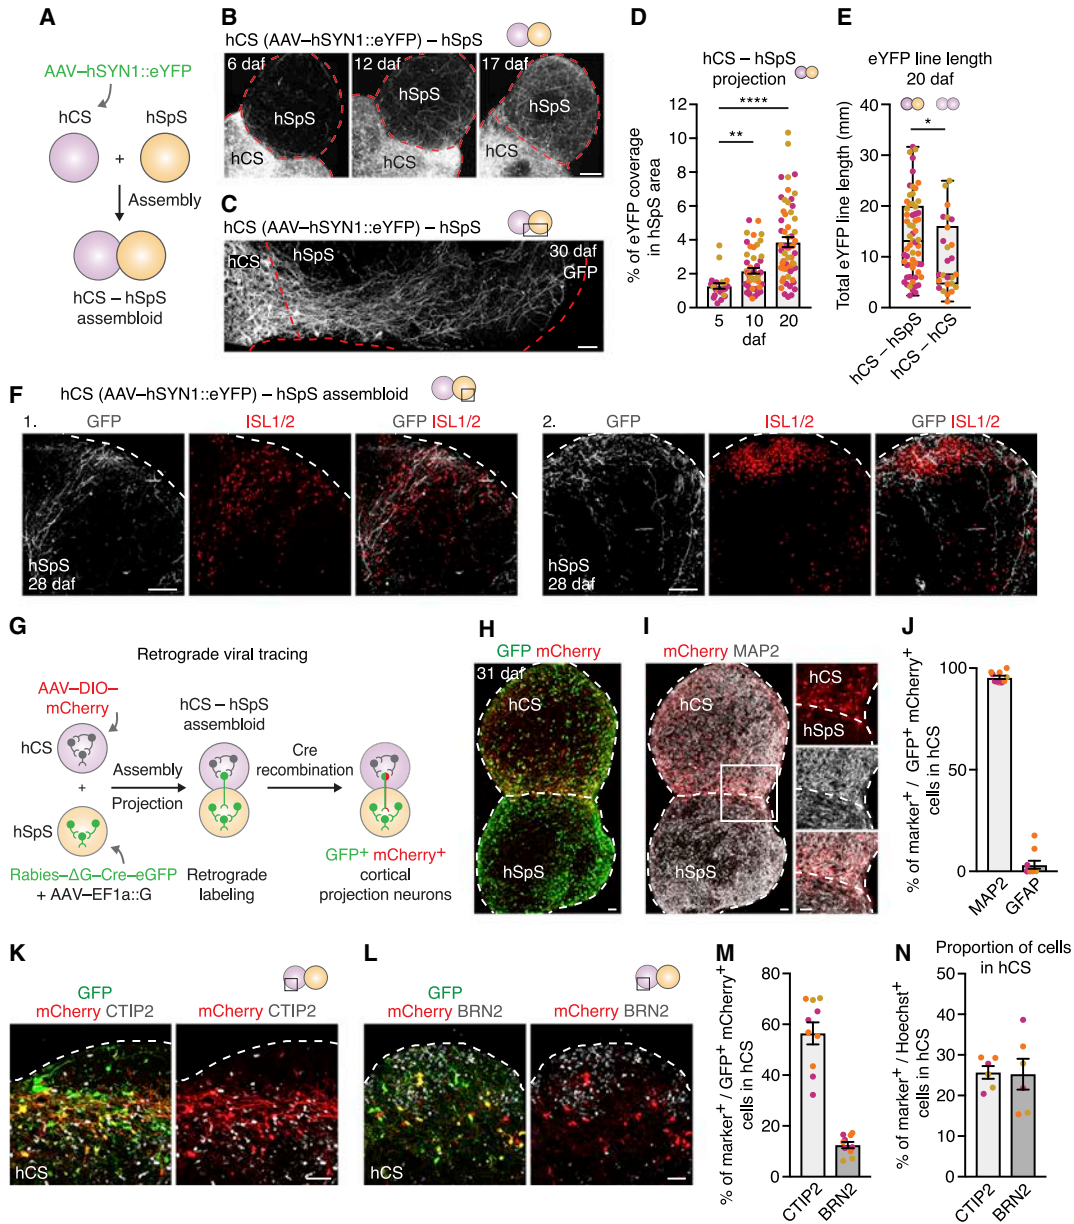 A
AAV–hSYN1::eYFP
hCS
hSpS
+
Assembly
hCS – hSpS
assembloid
B
hCS (AAV–hSYN1::eYFP) – hSpS
6 daf
12 daf
17 daf
hSpS
hSpS
hSpS
hCS
hCS
hCS
C
hCS (AAV–hSYN1::eYFP) – hSpS
hCS
hSpS
30 daf
GFP
D
hCS – hSpS
projection
% of eYFP coverage
in hSpS area
12
10
8
6
4
2
0
****
**
5
10
20
daf
E
eYFP line length
20 daf
Total eYFP line length (mm)
40
30
20
10
0
*
hCS – hSpS
hCS – hCS
F
hCS (AAV–hSYN1::eYFP) – hSpS assembloid
1.
GFP
ISL1/2
GFP ISL1/2
hSpS
28 daf
2.
GFP
ISL1/2
GFP ISL1/2
hSpS
28 daf
G
Retrograde viral tracing
AAV–DIO–
mCherry
hCS
+
hSpS
Rabies–ΔG–Cre–eGFP
+ AAV–EF1a::G
Assembly
Projection
hCS – hSpS
assembloid
Retrograde
labeling
Cre
recombination
GFP+ mCherry+
cortical
projection neurons
H
GFP mCherry
31 daf
hCS
hSpS
I
mCherry MAP2
hCS
hSpS
hCS
hSpS
J
% of marker+ / GFP+ mCherry+
cells in hCS
100
50
0
MAP2
GFAP
K
GFP
mCherry CTIP2
mCherry CTIP2
hCS
L
GFP
mCherry BRN2
mCherry BRN2
hCS
M
% of marker+ / GFP+ mCherry+
cells in hCS
80
60
40
20
0
CTIP2
BRN2
N
Proportion of cells
in hCS
% of marker+ / Hoechst+
cells in hCS
50
40
30
20
10
0
CTIP2
BRN2